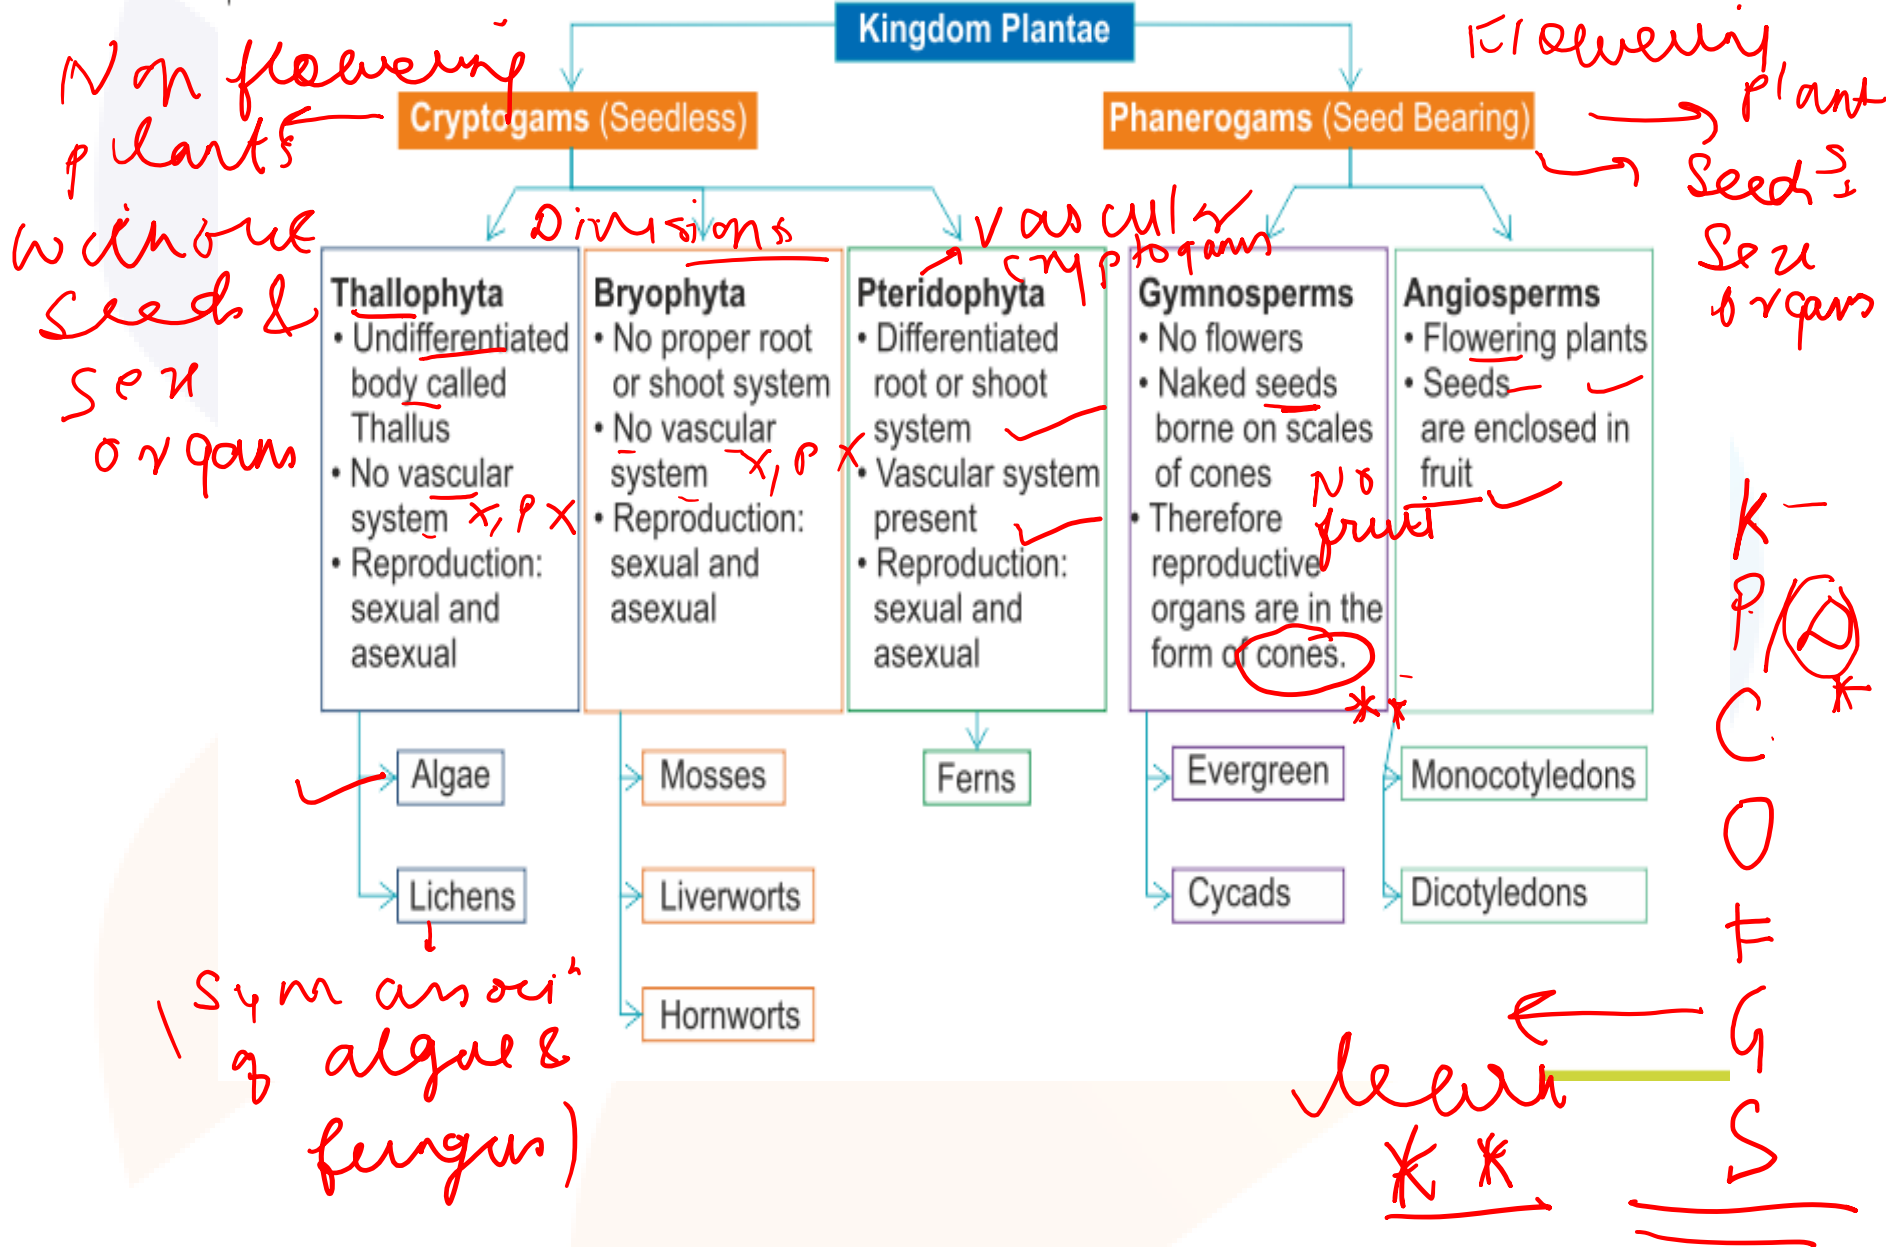 Kingdom Plantae
Non flowering
plants
without
seeds &
sex
organs
Cryptogams (Seedless)
Phanerogams (Seed Bearing)
Flowering
plant
seeds
Sex
organs
Divisions
vascular
cryptogams
Thallophyta
• Undifferentiated
body called
Thallus
• No vascular
system x, P x
• Reproduction:
sexual and
asexual
Algae
Lichens
(Sym associn
of algae &
fungus)
Bryophyta
• No proper root
or shoot system
• No vascular
system x, P x
• Reproduction:
sexual and
asexual
Mosses
Liverworts
Hornworts
Pteridophyta
• Differentiated
root or shoot
system
• Vascular system
present
• Reproduction:
sexual and
asexual
Ferns
Gymnosperms
• No flowers
• Naked seeds
borne on scales
of cones
No
fruit
• Therefore
reproductive
organs are in the
form of cones.
Evergreen
Cycads
Angiosperms
• Flowering plants
• Seeds
are enclosed in
fruit
Monocotyledons
Dicotyledons
K
P/D
C
O
F
G
S
learn